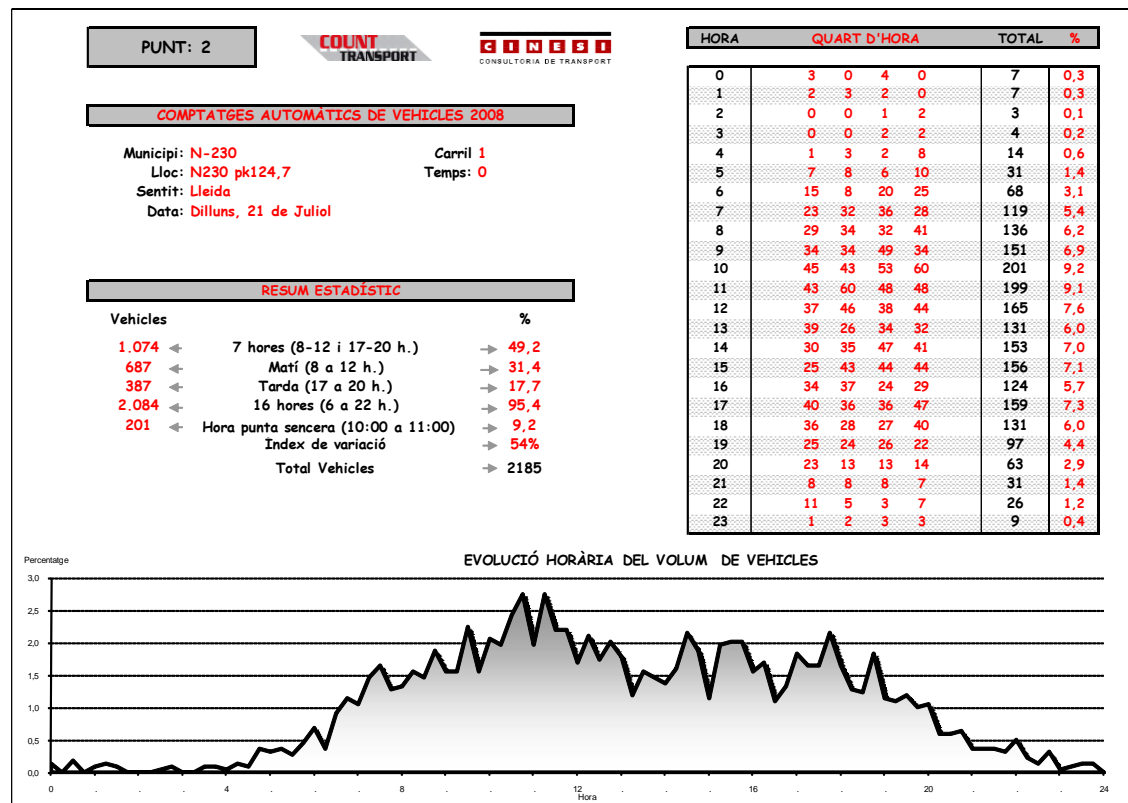 PUNT: 2
COUNT
TRANSPORT
CINESI
CONSULTORIA DE TRANSPORT
COMPTATGES AUTOMÀTICS DE VEHICLES 2008
Municipi: N-230 Carril 1
Lloc: N230 pk124,7 Temps: 0
Sentit: Lleida
Data: Dilluns, 21 de Juliol
RESUM ESTADÍSTIC
Vehicles %
1.074 7 hores (8-12 i 17-20 h.) 49,2
687 Matí (8 a 12 h.) 31,4
387 Tarda (17 a 20 h.) 17,7
2.084 16 hores (6 a 22 h.) 95,4
201 Hora punta sencera (10:00 a 11:00) 9,2
Índex de variació 54%
Total Vehicles 2185
HORA QUART D'HORA TOTAL %
0 3 0 4 0 7 0,3
1 2 3 2 0 7 0,3
2 0 0 1 2 3 0,1
3 0 0 2 2 4 0,2
4 1 3 2 8 14 0,6
5 7 8 6 10 31 1,4
6 15 8 20 25 68 3,1
7 23 32 36 28 119 5,4
8 29 34 32 41 136 6,2
9 34 34 49 34 151 6,9
10 45 43 53 60 201 9,2
11 43 60 48 48 199 9,1
12 37 46 38 44 165 7,6
13 39 26 34 32 131 6,0
14 30 35 47 41 153 7,0
15 25 43 44 44 156 7,1
16 34 37 24 29 124 5,7
17 40 36 36 47 159 7,3
18 36 28 27 40 131 6,0
19 25 24 26 22 97 4,4
20 23 13 13 14 63 2,9
21 8 8 8 7 31 1,4
22 11 5 3 7 26 1,2
23 1 2 3 3 9 0,4
EVOLUCIÓ HORÀRIA DEL VOLUM DE VEHICLES
Percentatge
3,0
2,5
2,0
1,5
1,0
0,5
0,0
0 . . . 4 . . . 8 . . . 12 . . . 16 . . . 20 . . . 24
Hora